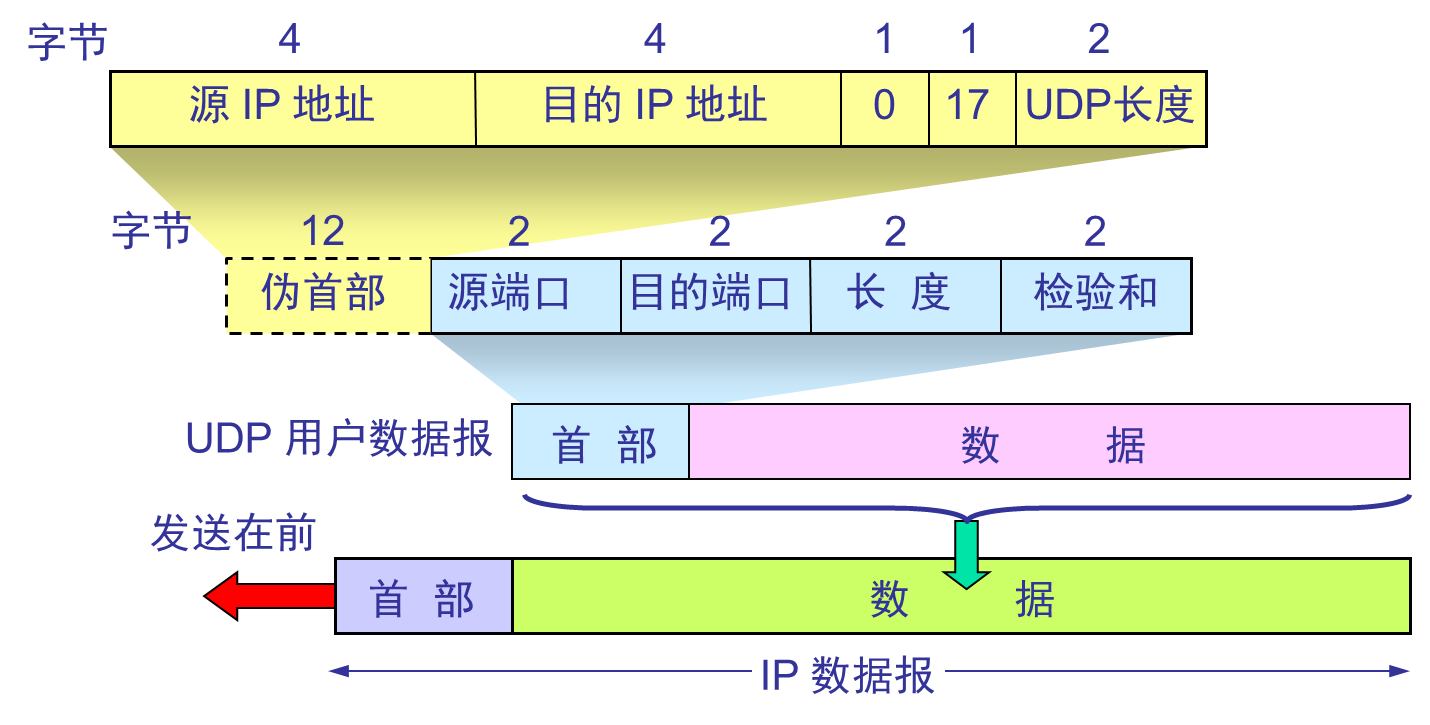 字节 4 4 1 1 2
源 IP 地址 目的 IP 地址 0 17 UDP长度
字节 12 2 2 2 2
伪首部 源端口 目的端口 长 度 检验和
UDP 用户数据报 首 部 数 据
发送在前
首 部 数 据
IP 数据报